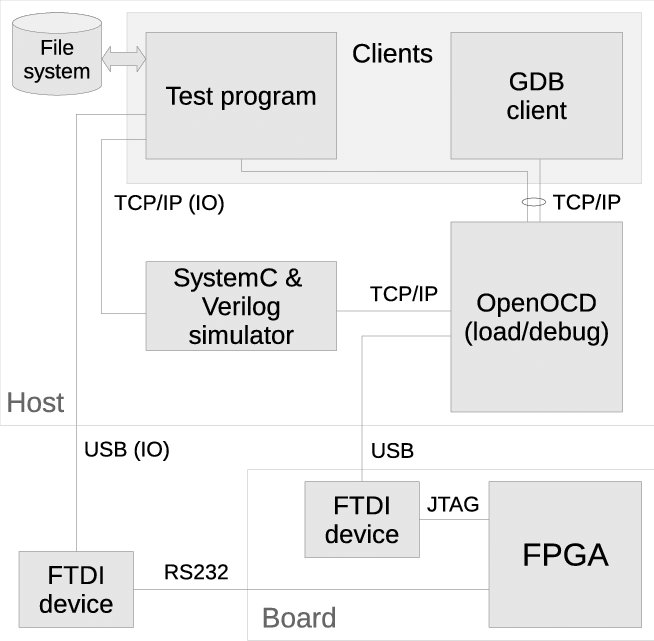 File
system
Clients
Test program
GDB
client
TCP/IP (IO)
TCP/IP
SystemC &
Verilog
simulator
TCP/IP
OpenOCD
(load/debug)
Host
USB (IO)
USB
FTDI
device
JTAG
FPGA
FTDI
device
RS232
Board